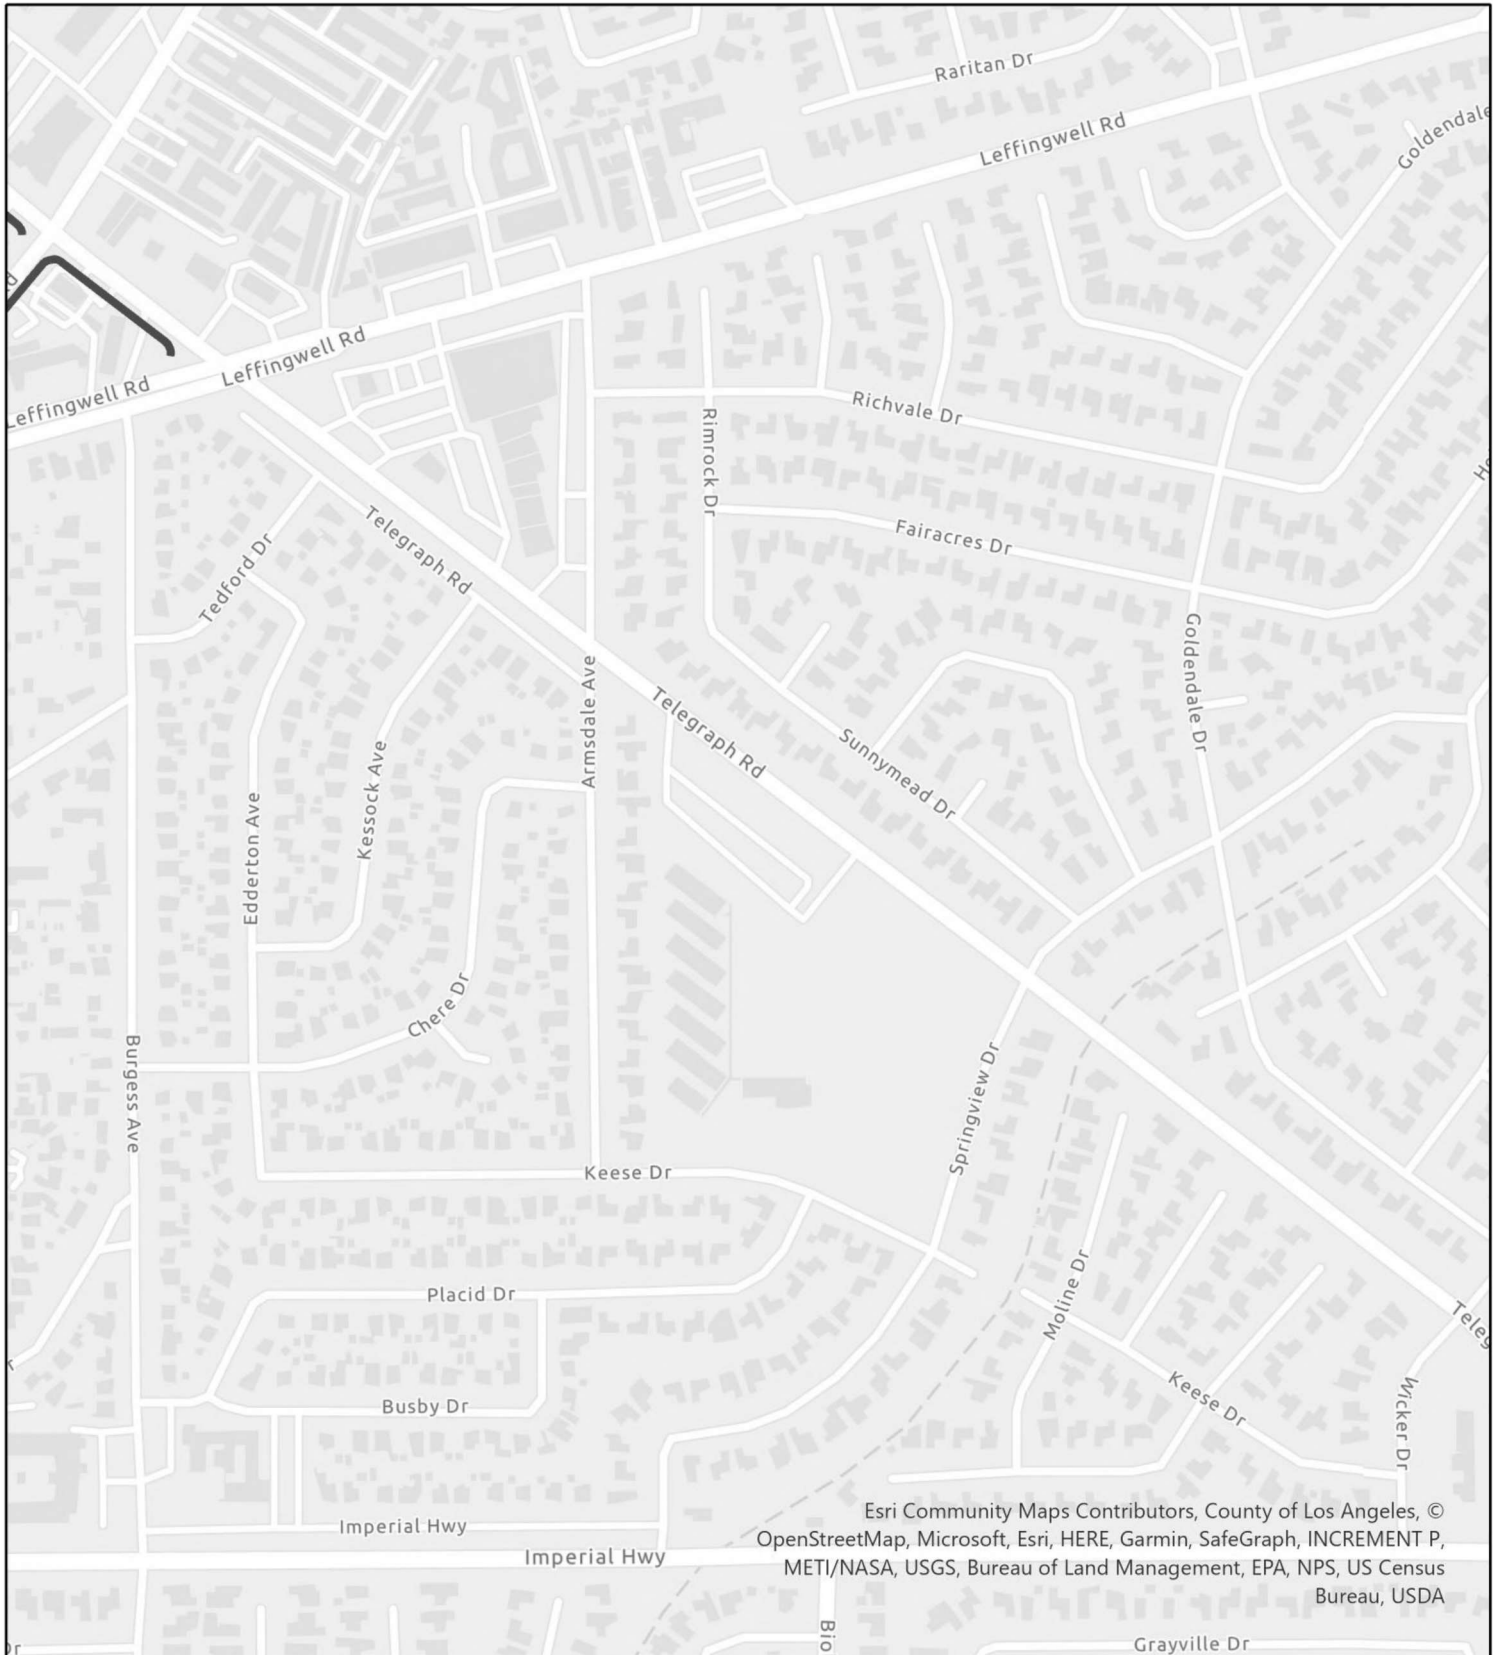 Raritan Dr
Leffingwell Rd
Goldendale
Leffingwell Rd
Leffingwell Rd
Richvale Dr
Rimrock Dr
Fairacres Dr
Telegraph Rd
Tedford Dr
Goldendale Dr
Armsdale Ave
Telegraph Rd
Sunnymead Dr
Kessock Ave
Edderton Ave
Chere Dr
Burgess Ave
Springview Dr
Keese Dr
Moline Dr
Placid Dr
Teleg
Keese Dr
Wicker Dr
Busby Dr
Imperial Hwy
Imperial Hwy
Esri Community Maps Contributors, County of Los Angeles, ©
OpenStreetMap, Microsoft, Esri, HERE, Garmin, SafeGraph, INCREMENT P,
METI/NASA, USGS, Bureau of Land Management, EPA, NPS, US Census
Bureau, USDA
Bio
Grayville Dr